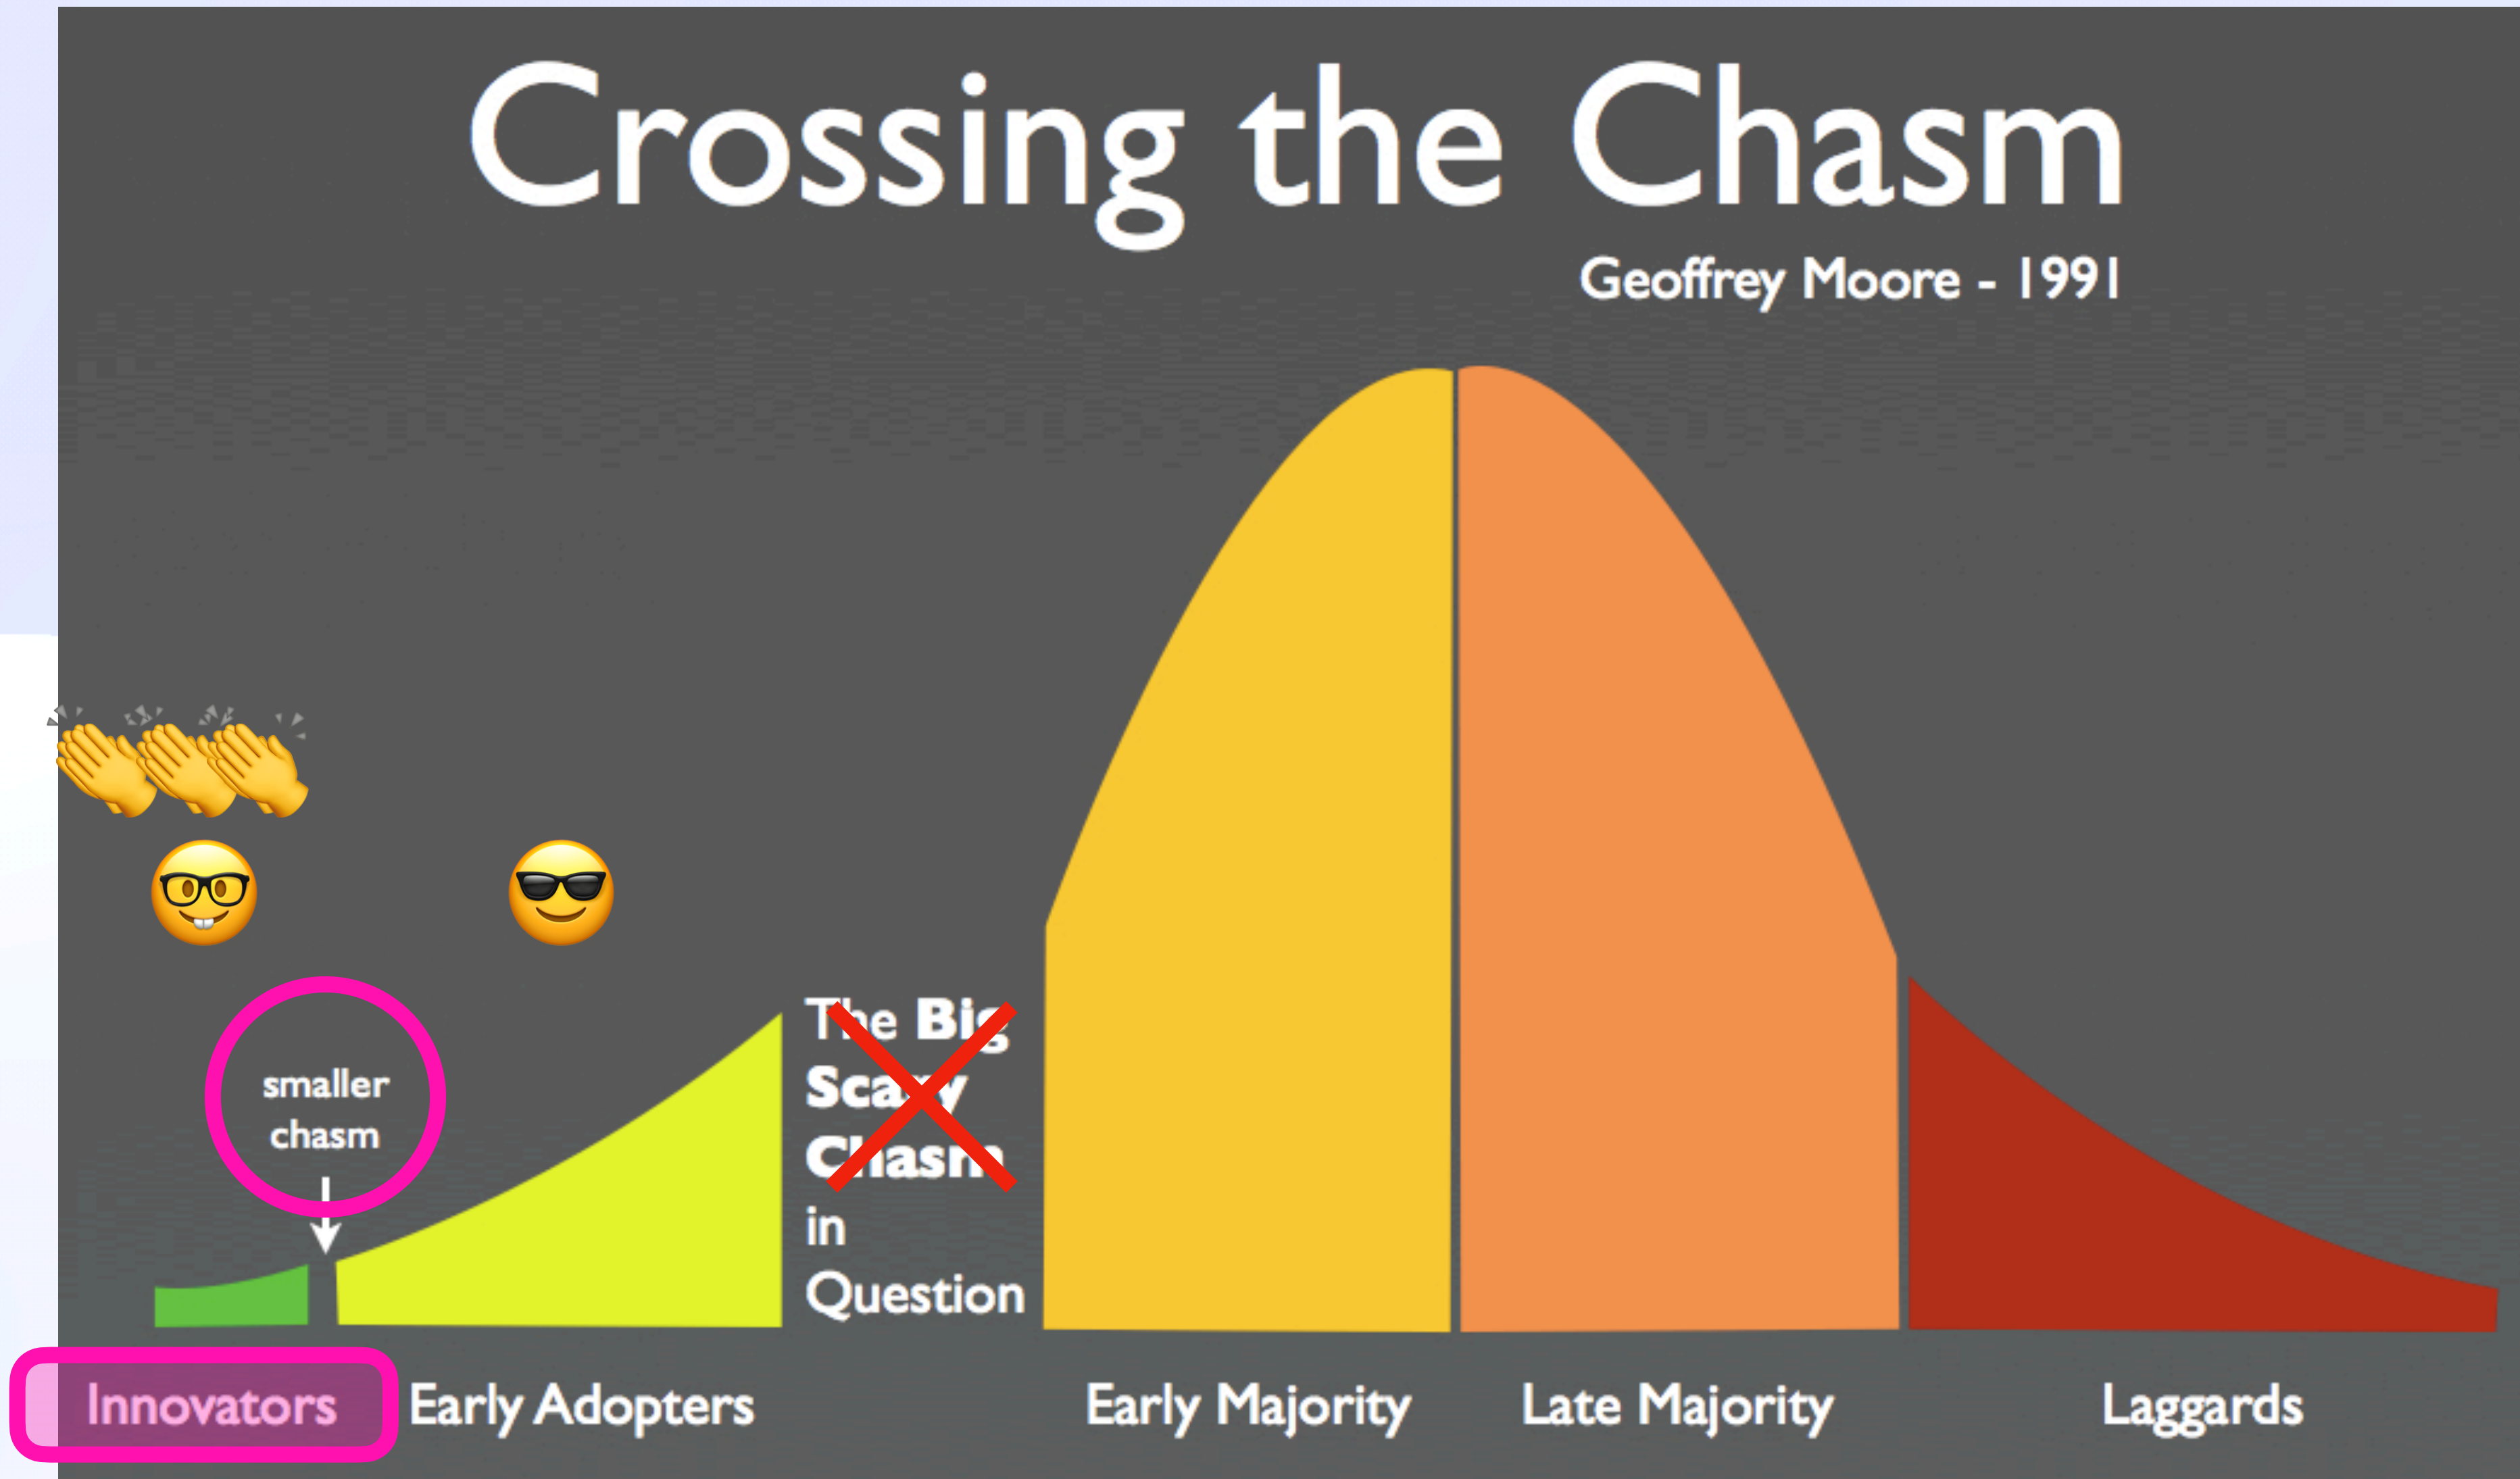 Crossing the Chasm
Geoffrey Moore - 1991
smaller
chasm
The Big
Scary
Chasm
in
Question
Innovators
Early Adopters
Early Majority
Late Majority
Laggards